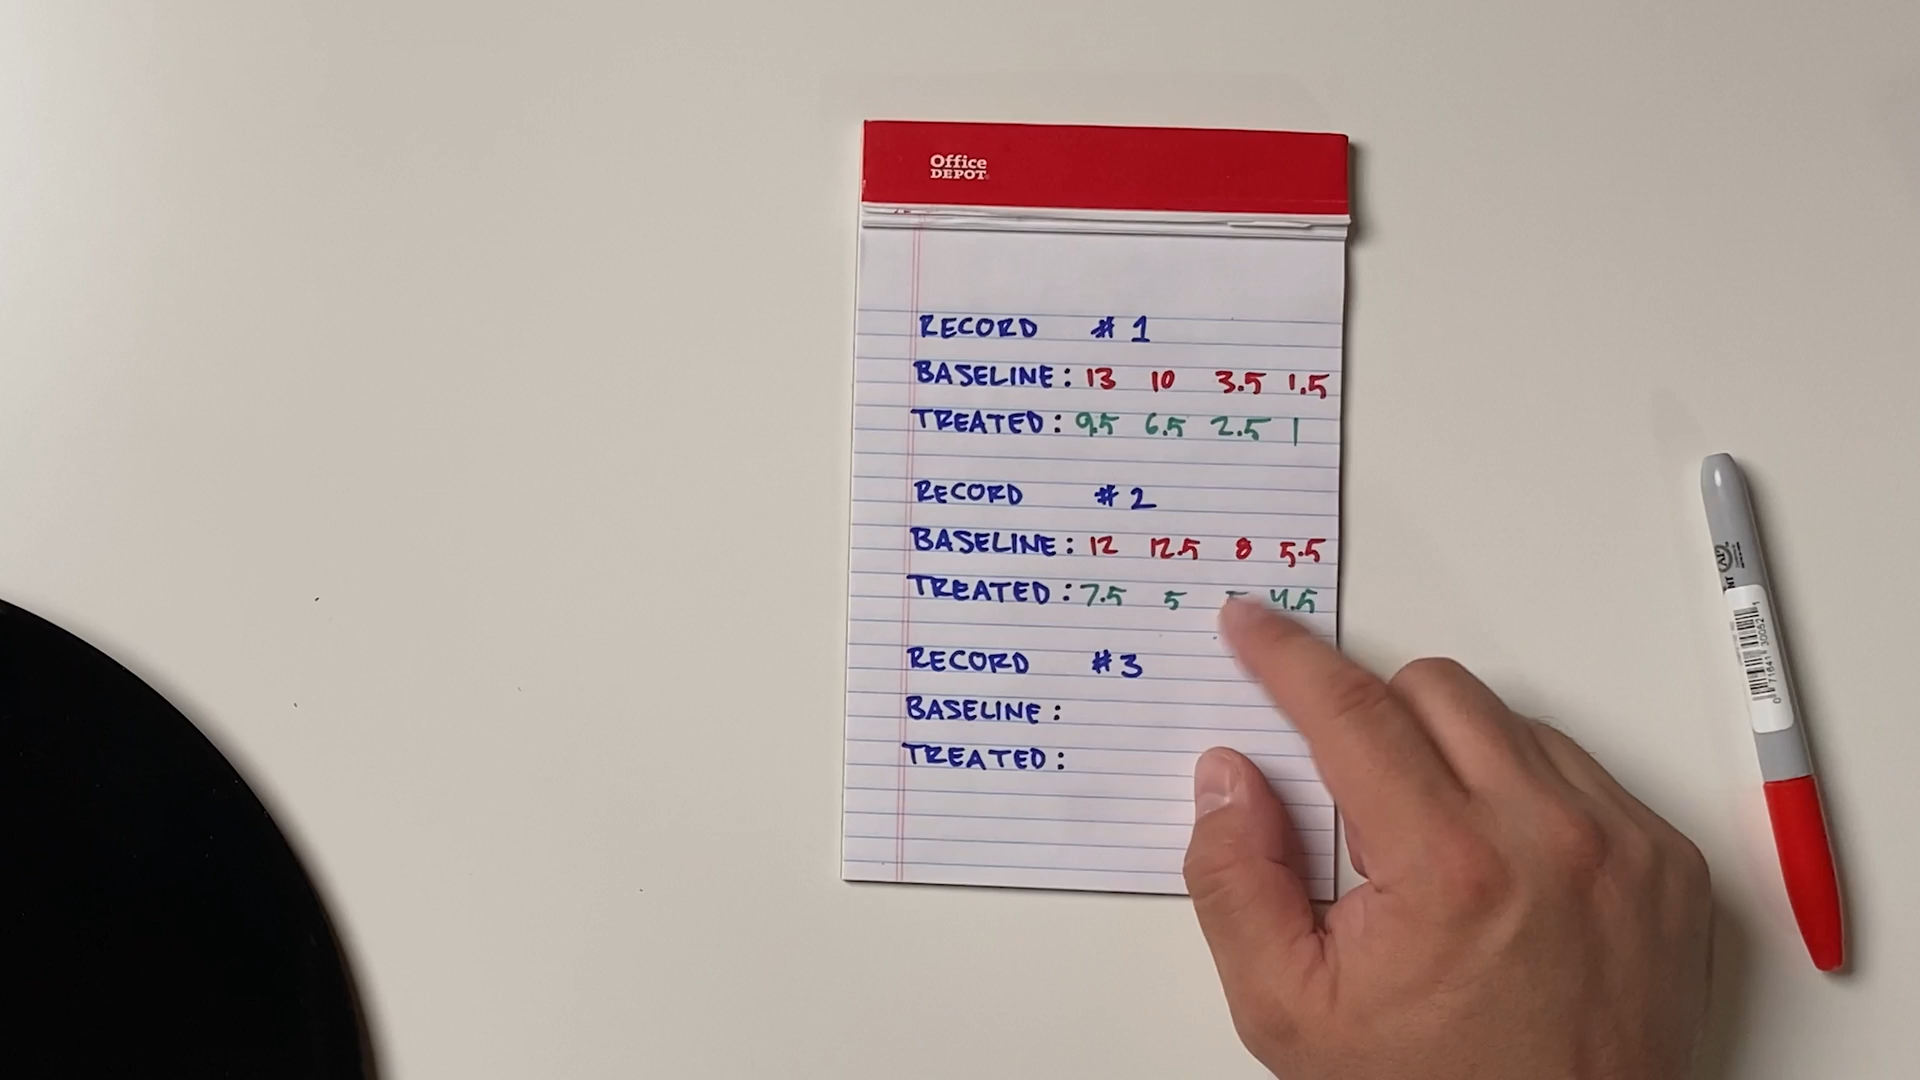 Office
DEPOT
RECORD # 1
BASELINE: 13 10 3.5 1.5
TREATED: 9.5 6.5 2.5 1
RECORD # 2
BASELINE: 12 12.5 8 5.5
TREATED: 7.5 5 4.5
RECORD # 3
BASELINE:
TREATED: